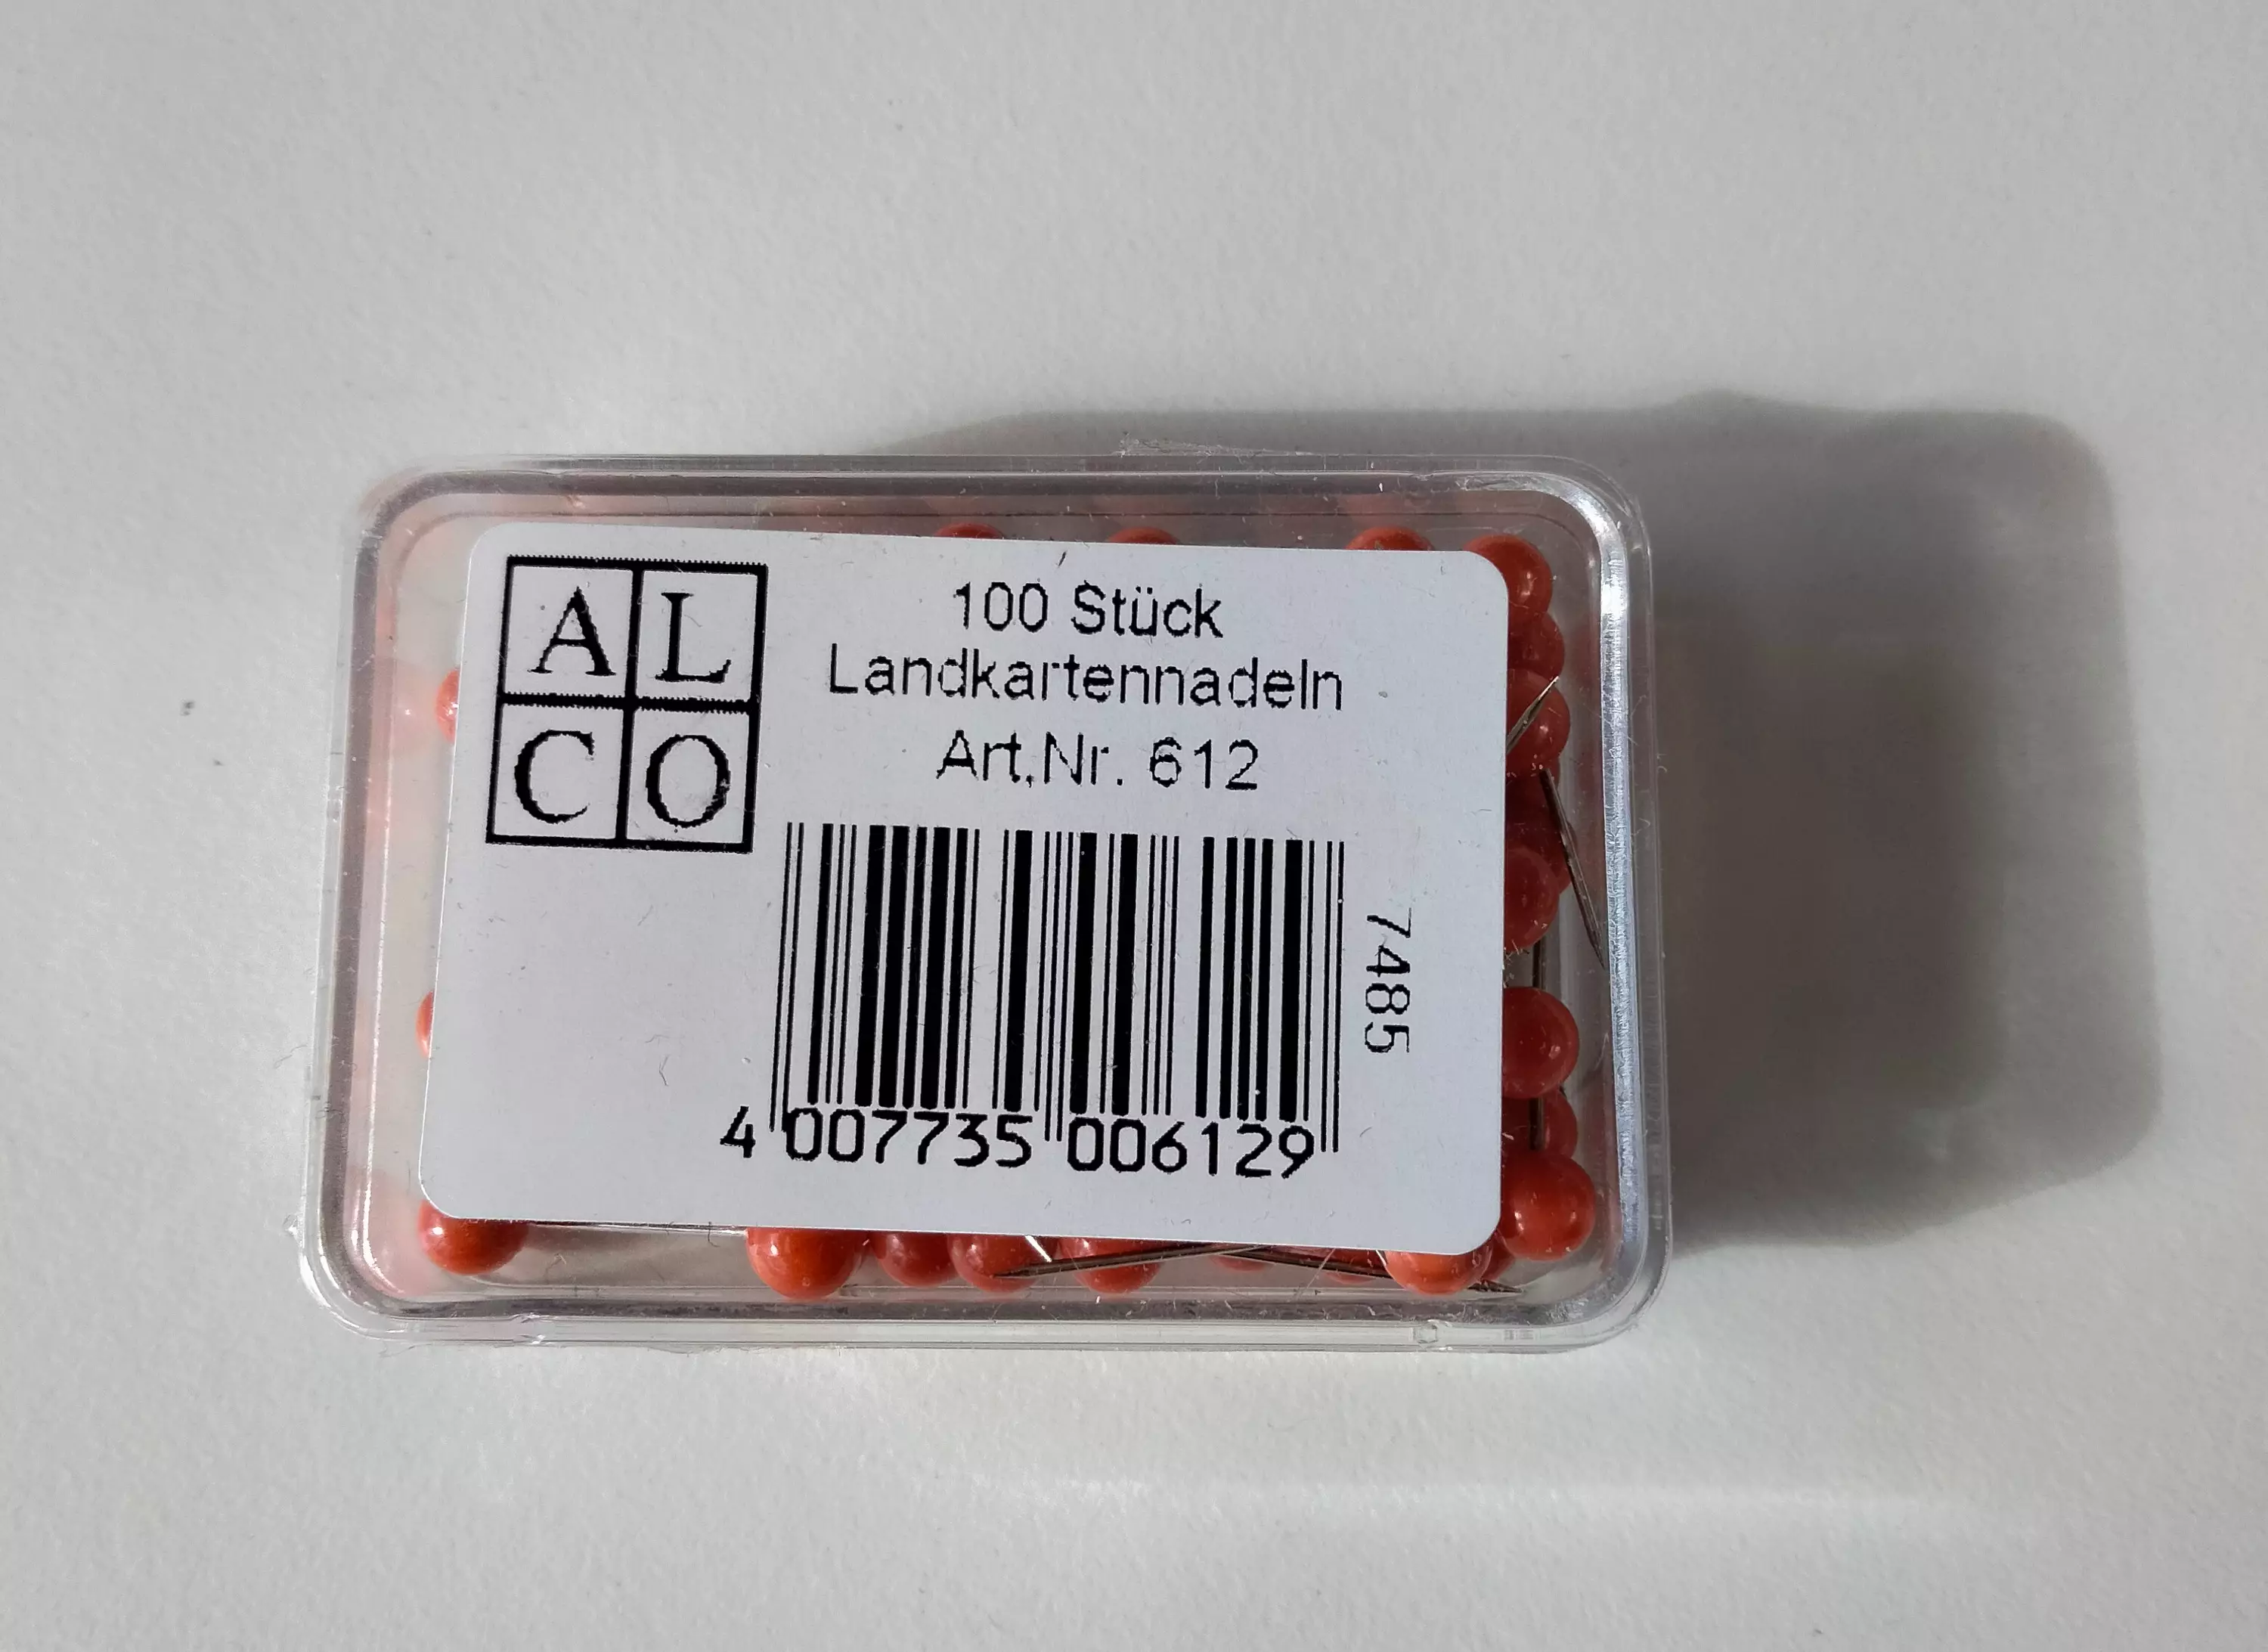 AL
CO
100 Stück
Landkartennadeln
Art.Nr. 612
7485
4 007735 006129